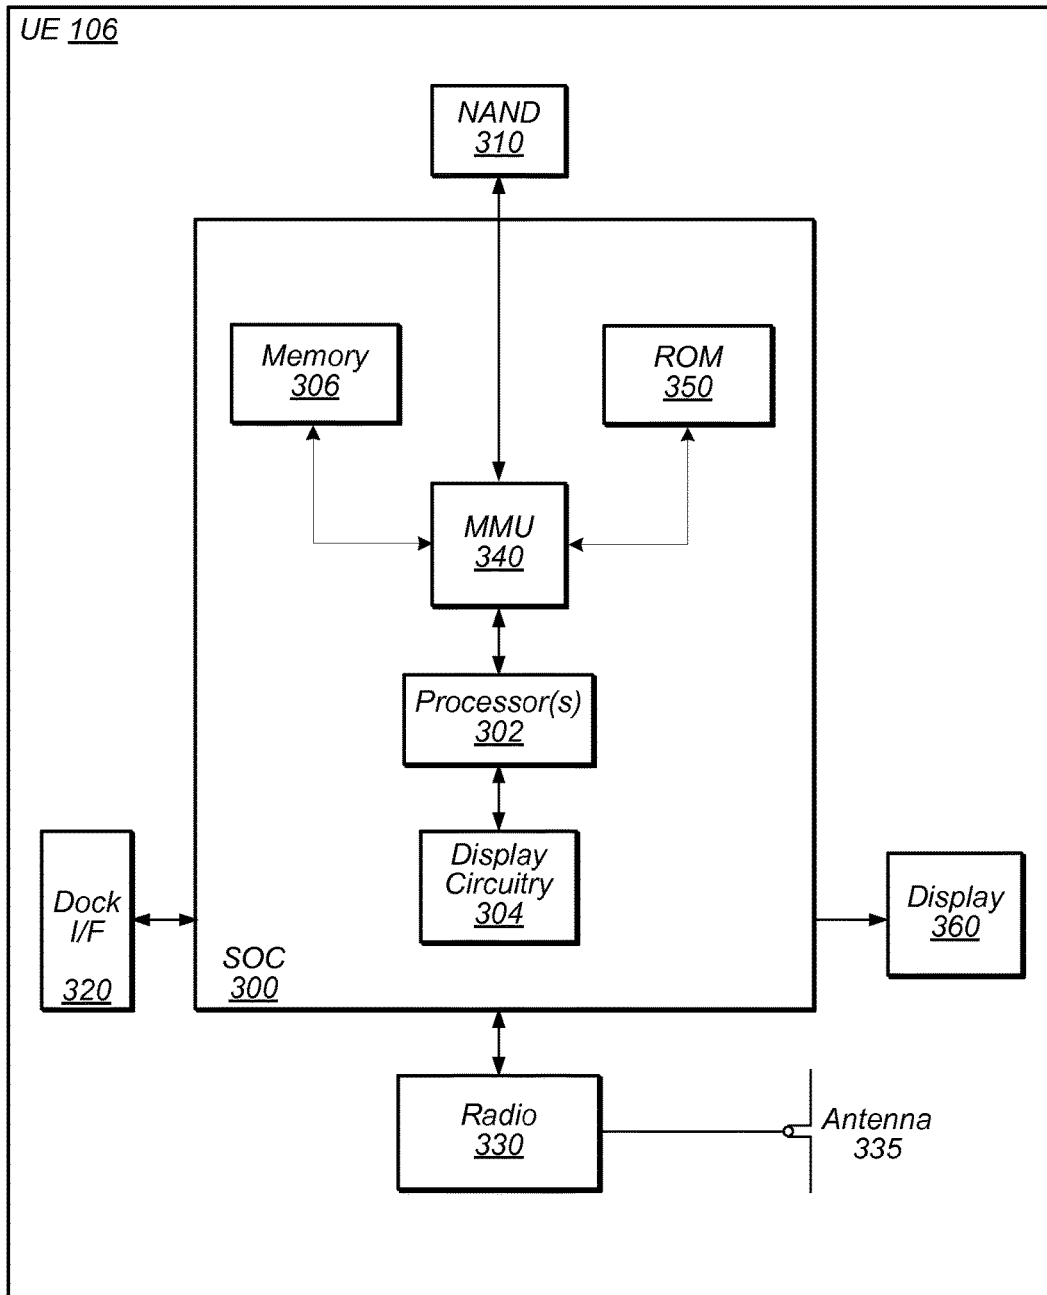 UE 106
NAND
310
Memory
306
ROM
350
MMU
340
Processor(s)
302
Display
Circuitry
304
Dock
I/F
320
SOC
300
Display
360
Radio
330
Antenna
335